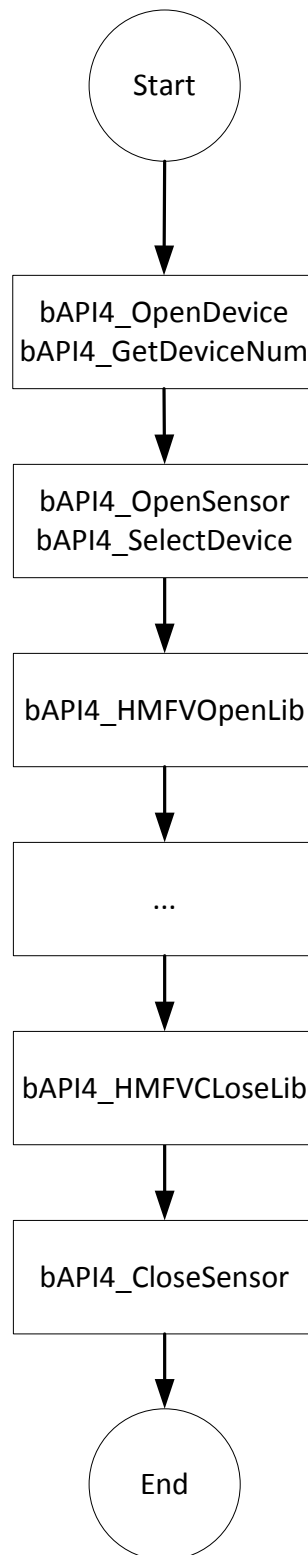 Start
bAPI4_OpenDevice
bAPI4_GetDeviceNum
bAPI4_OpenSensor
bAPI4_SelectDevice
bAPI4_HMFVOpenLib
...
bAPI4_HMFVCLoseLib
bAPI4_CloseSensor
End